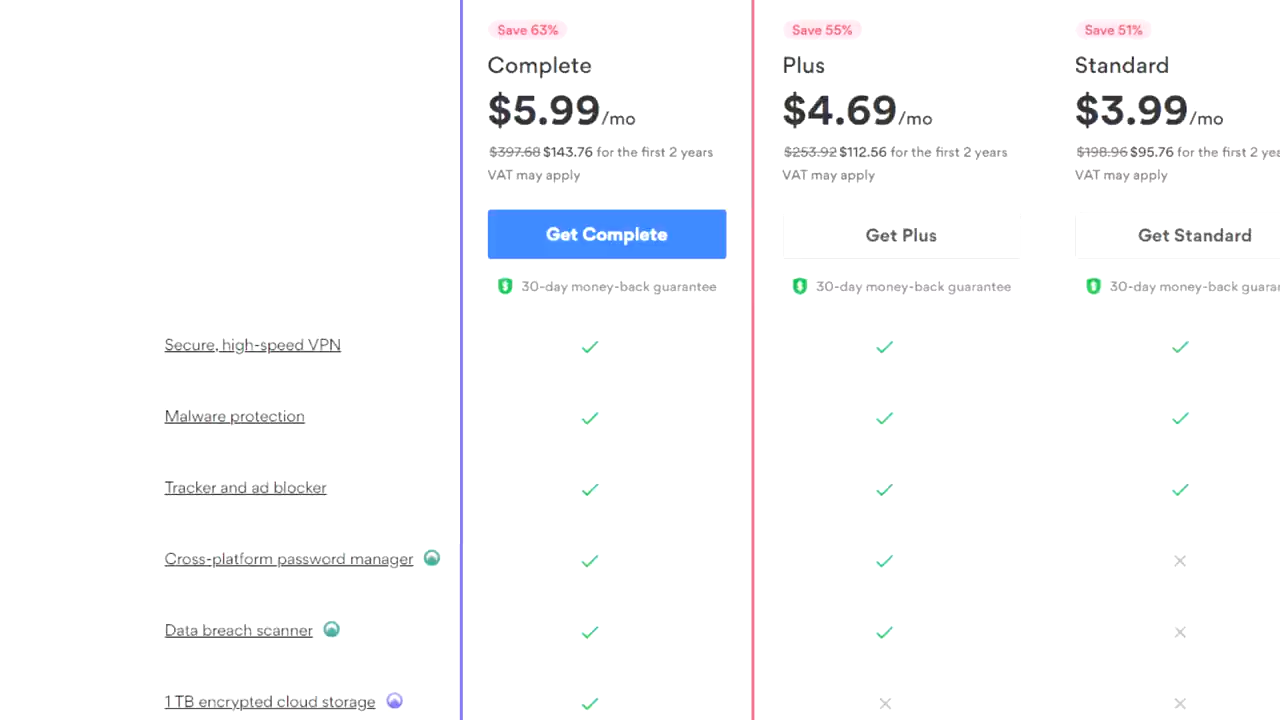 Save 63%
Complete
$5.99/mo
$397.68 $143.76 for the first 2 years
VAT may apply
Get Complete
30-day money-back guarantee
Save 55%
Plus
$4.69/mo
$253.92 $112.56 for the first 2 years
VAT may apply
Get Plus
30-day money-back guarantee
Save 51%
Standard
$3.99/mo
$198.96 $95.76 for the first 2
VAT may apply
Get Standard
30-day money-back
Secure, high-speed VPN
Malware protection
Tracker and ad blocker
Cross-platform password manager
Data breach scanner
1 TB encrypted cloud storage